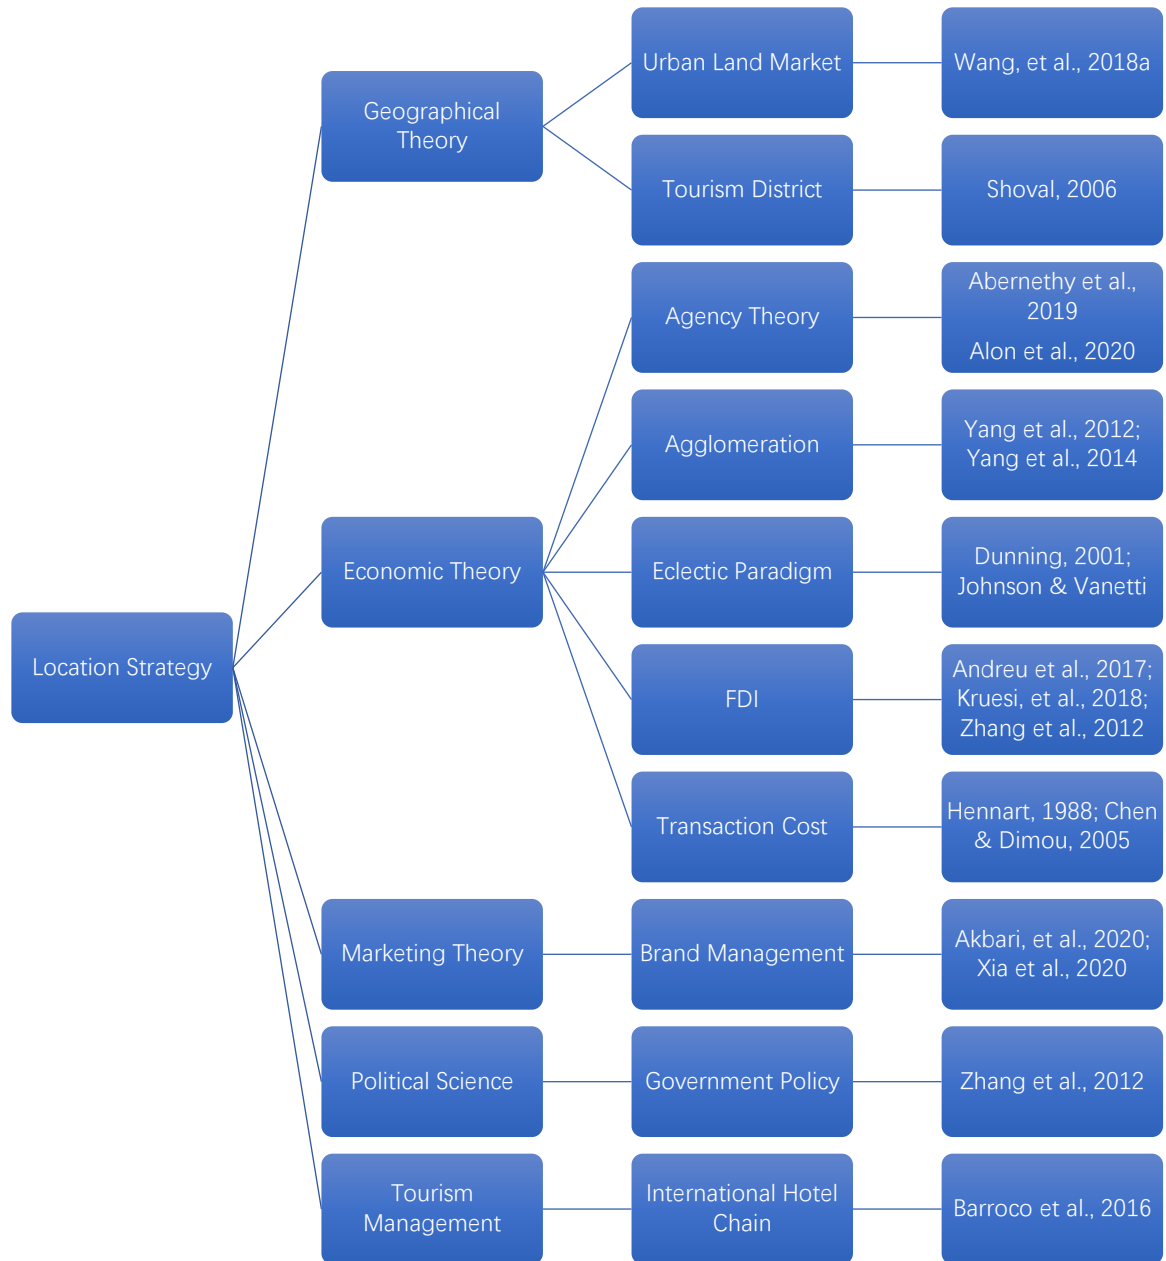 Location Strategy
Geographical
Theory
Urban Land Market
Wang, et al., 2018a
Tourism District
Shoval, 2006
Economic Theory
Agency Theory
Abernethy et al.,
2019
Alon et al., 2020
Agglomeration
Yang et al., 2012;
Yang et al., 2014
Eclectic Paradigm
Dunning, 2001;
Johnson & Vanetti
FDI
Andreu et al., 2017;
Kruesi, et al., 2018;
Zhang et al., 2012
Transaction Cost
Hennart, 1988; Chen
& Dimou, 2005
Marketing Theory
Brand Management
Akbari, et al., 2020;
Xia et al., 2020
Political Science
Government Policy
Zhang et al., 2012
Tourism
Management
International Hotel
Chain
Barroco et al., 2016